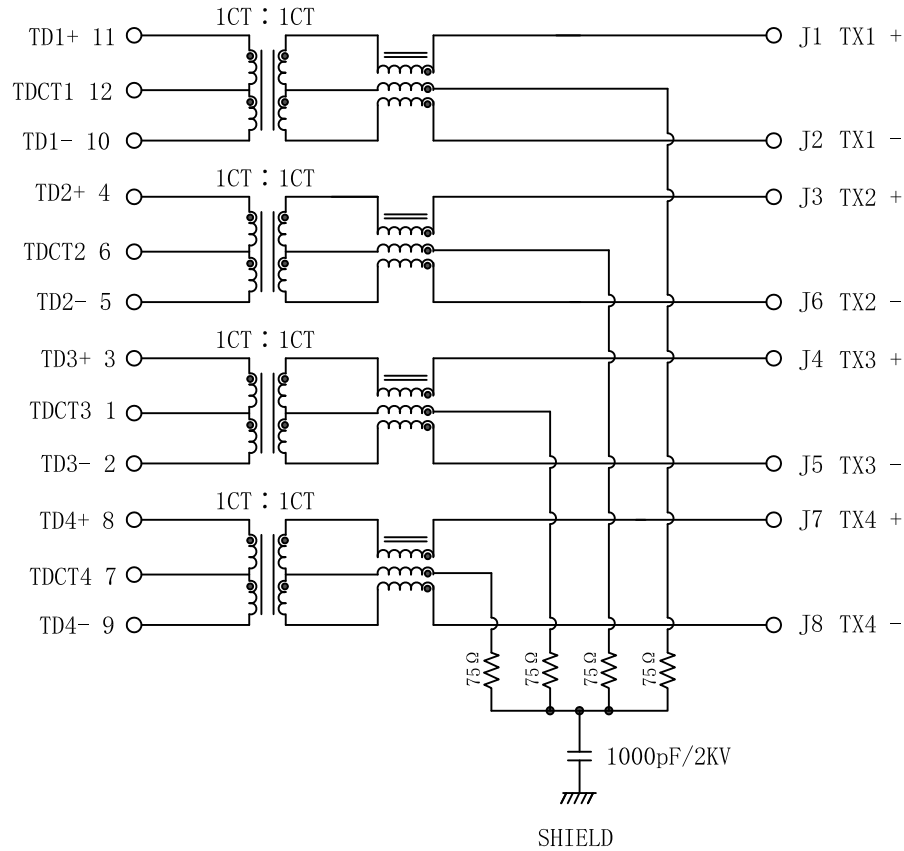 1CT : 1CT
TD1+ 11
J1 TX1 +
TDCT1 12
TD1- 10
J2 TX1 -
1CT : 1CT
TD2+ 4
J3 TX2 +
TDCT2 6
TD2- 5
J6 TX2 -
1CT : 1CT
TD3+ 3
J4 TX3 +
TDCT3 1
TD3- 2
J5 TX3 -
1CT : 1CT
TD4+ 8
J7 TX4 +
TDCT4 7
TD4- 9
J8 TX4 -
75Ω
75Ω
75Ω
75Ω
1000pF/2KV
SHIELD